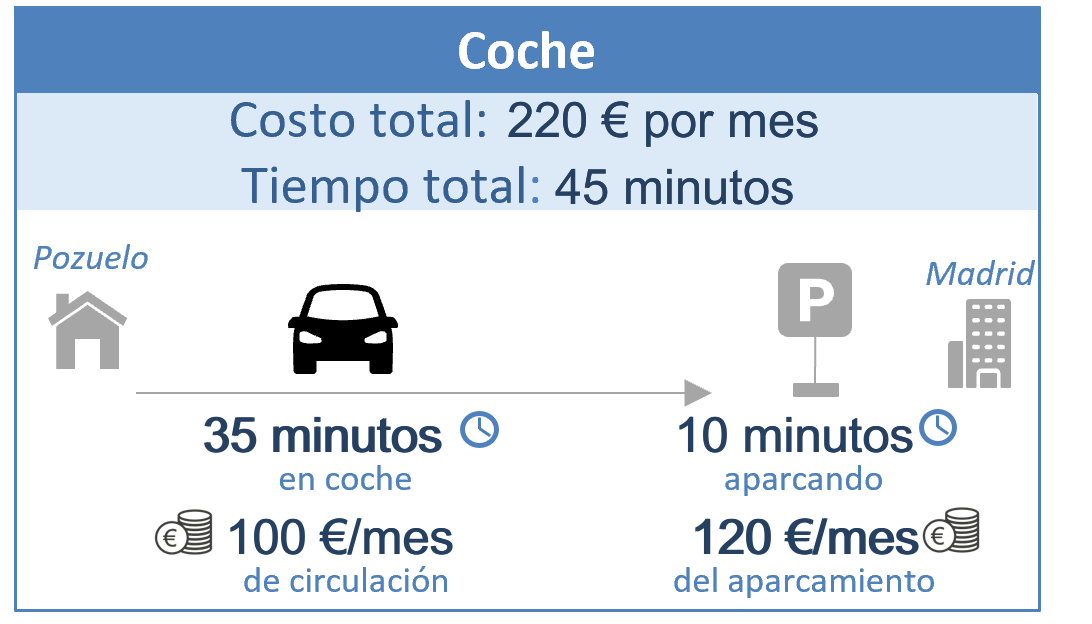 Coche
Costo total: 220 € por mes
Tiempo total: 45 minutos
Pozuelo
Madrid
P
35 minutos
10 minutos
en coche
aparcando
€ 100 €/mes
120 €/mes €
de circulación
del aparcamiento